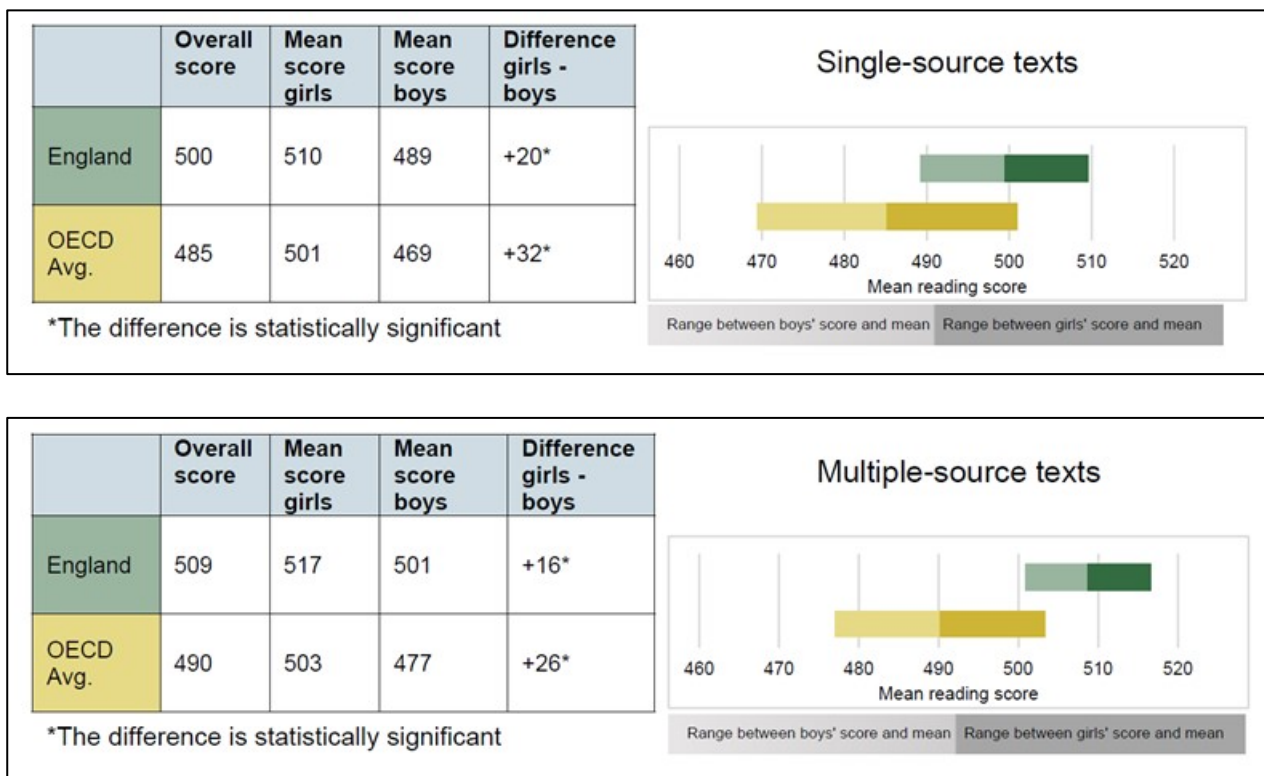 Overall score Mean score girls Mean score boys Difference girls - boys
England 500 510 489 +20*
OECD Avg. 485 501 469 +32*
*The difference is statistically significant
Single-source texts
460 470 480 490 500 510 520
Mean reading score
Range between boys' score and mean Range between girls' score and mean
Overall score Mean score girls Mean score boys Difference girls - boys
England 509 517 501 +16*
OECD Avg. 490 503 477 +26*
*The difference is statistically significant
Multiple-source texts
460 470 480 490 500 510 520
Mean reading score
Range between boys' score and mean Range between girls' score and mean